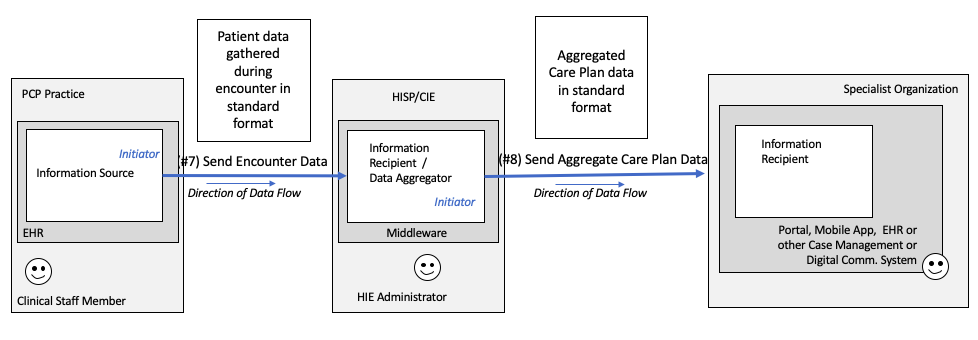 Patient data
gathered
during
encounter in
standard
format
Aggregated
Care Plan data
in standard
format
PCP Practice
HISP/CIE
Specialist Organization
Initiator
Information Source
EHR
Clinical Staff Member
(#7) Send Encounter Data
Direction of Data Flow
Information
Recipient /
Data Aggregator
Initiator
Middleware
HIE Administrator
(#8) Send Aggregate Care Plan Data
Direction of Data Flow
Information
Recipient
Portal, Mobile App, EHR or
other Case Management or
Digital Comm. System